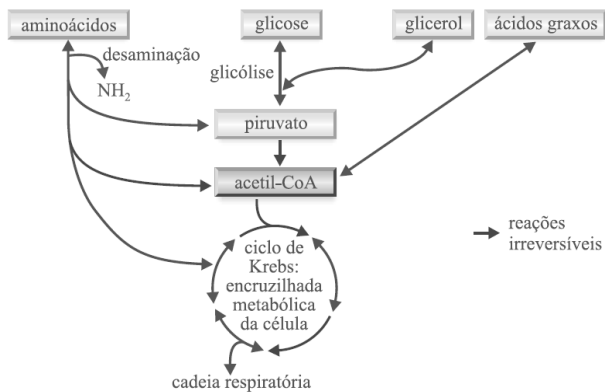 aminoácidos
glicose
glicerol
ácidos graxos
desaminação
NH₂
glicólise
piruvato
acetil-CoA
ciclo de
Krebs:
encruzilhada
metabólica
da célula
reações
irreversíveis
cadeia respiratória